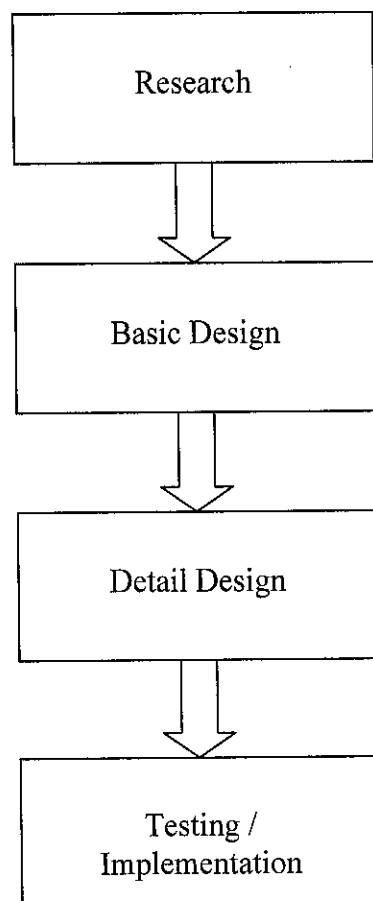 Research
Basic Design
Detail Design
Testing /
Implementation